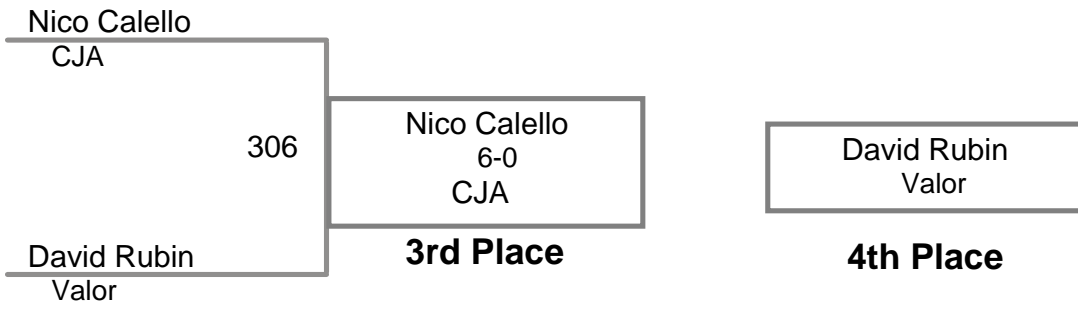 Nico Calello
CJA
306
David Rubin
Valor
Nico Calello
6-0
CJA
3rd Place
David Rubin
Valor
4th Place